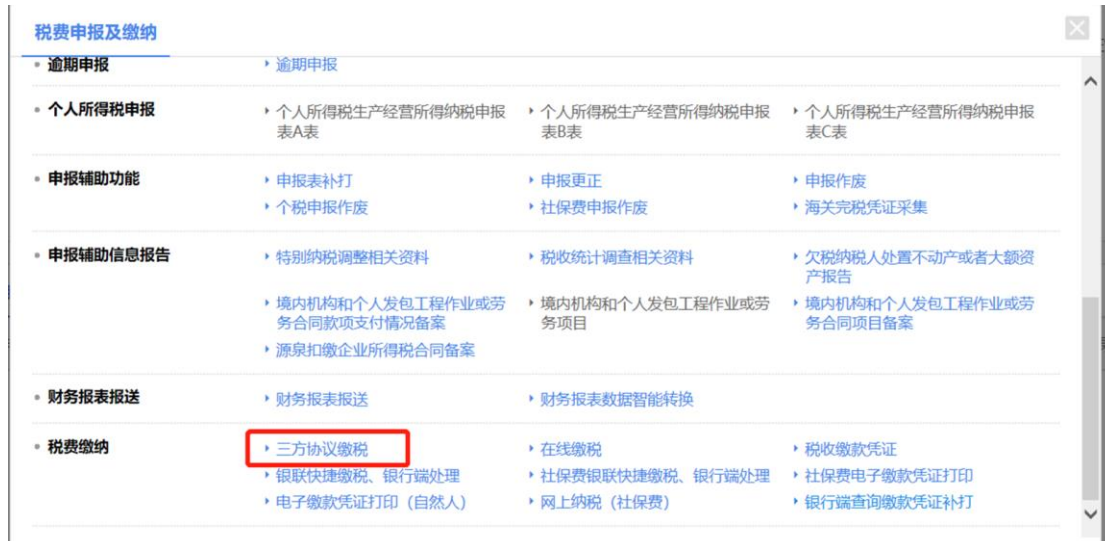 税费申报及缴纳
逾期申报 逾期申报
个人所得税申报 个人所得税生产经营所得纳税申报 个人所得税生产经营所得纳税申报 个人所得税生产经营所得纳税申报
表A表 表B表 表C表
申报辅助功能 申报表补打 申报更正 申报作废
个税申报作废 社保费申报作废 海关完税凭证采集
申报辅助信息报告 特别纳税调整相关资料 税收统计调查相关资料 欠税纳税人处置不动产或者大额资
产报告
境内机构和个人发包工程作业或劳 境内机构和个人发包工程作业或劳 境内机构和个人发包工程作业或劳
务合同款项支付情况备案 务项目 务合同项目备案
源泉扣缴企业所得税合同备案
财务报表报送 财务报表报送 财务报表数据智能转换
税费缴纳 三方协议缴税 在线缴税 税收缴款凭证
银联快捷缴税、银行端处理 社保费银联快捷缴税、银行端处理 社保费电子缴款凭证打印
电子缴款凭证打印（自然人） 网上纳税（社保费） 银行端查询缴款凭证补打